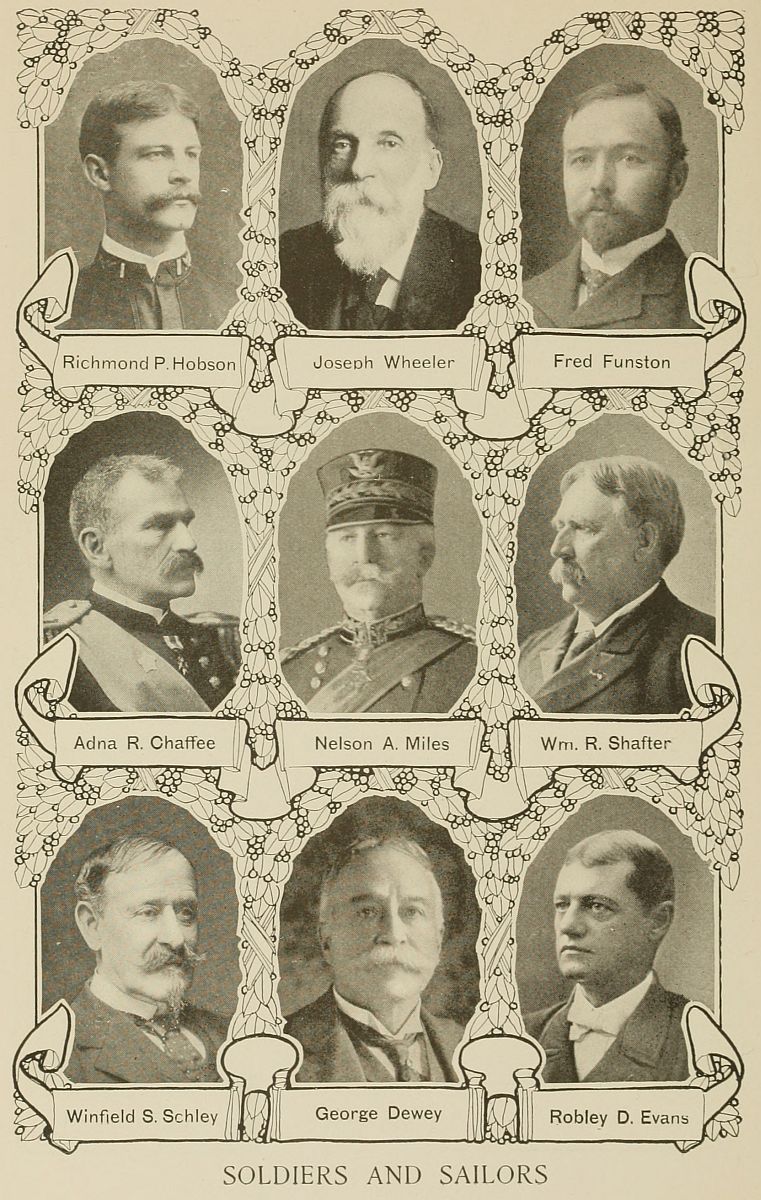 Richmond P. Hobson
Joseph Wheeler
Fred Funston
Adna R. Chaffee
Nelson A. Miles
Wm. R. Shafter
Winfield S. Schley
George Dewey
Robley D. Evans
SOLDIERS AND SAILORS